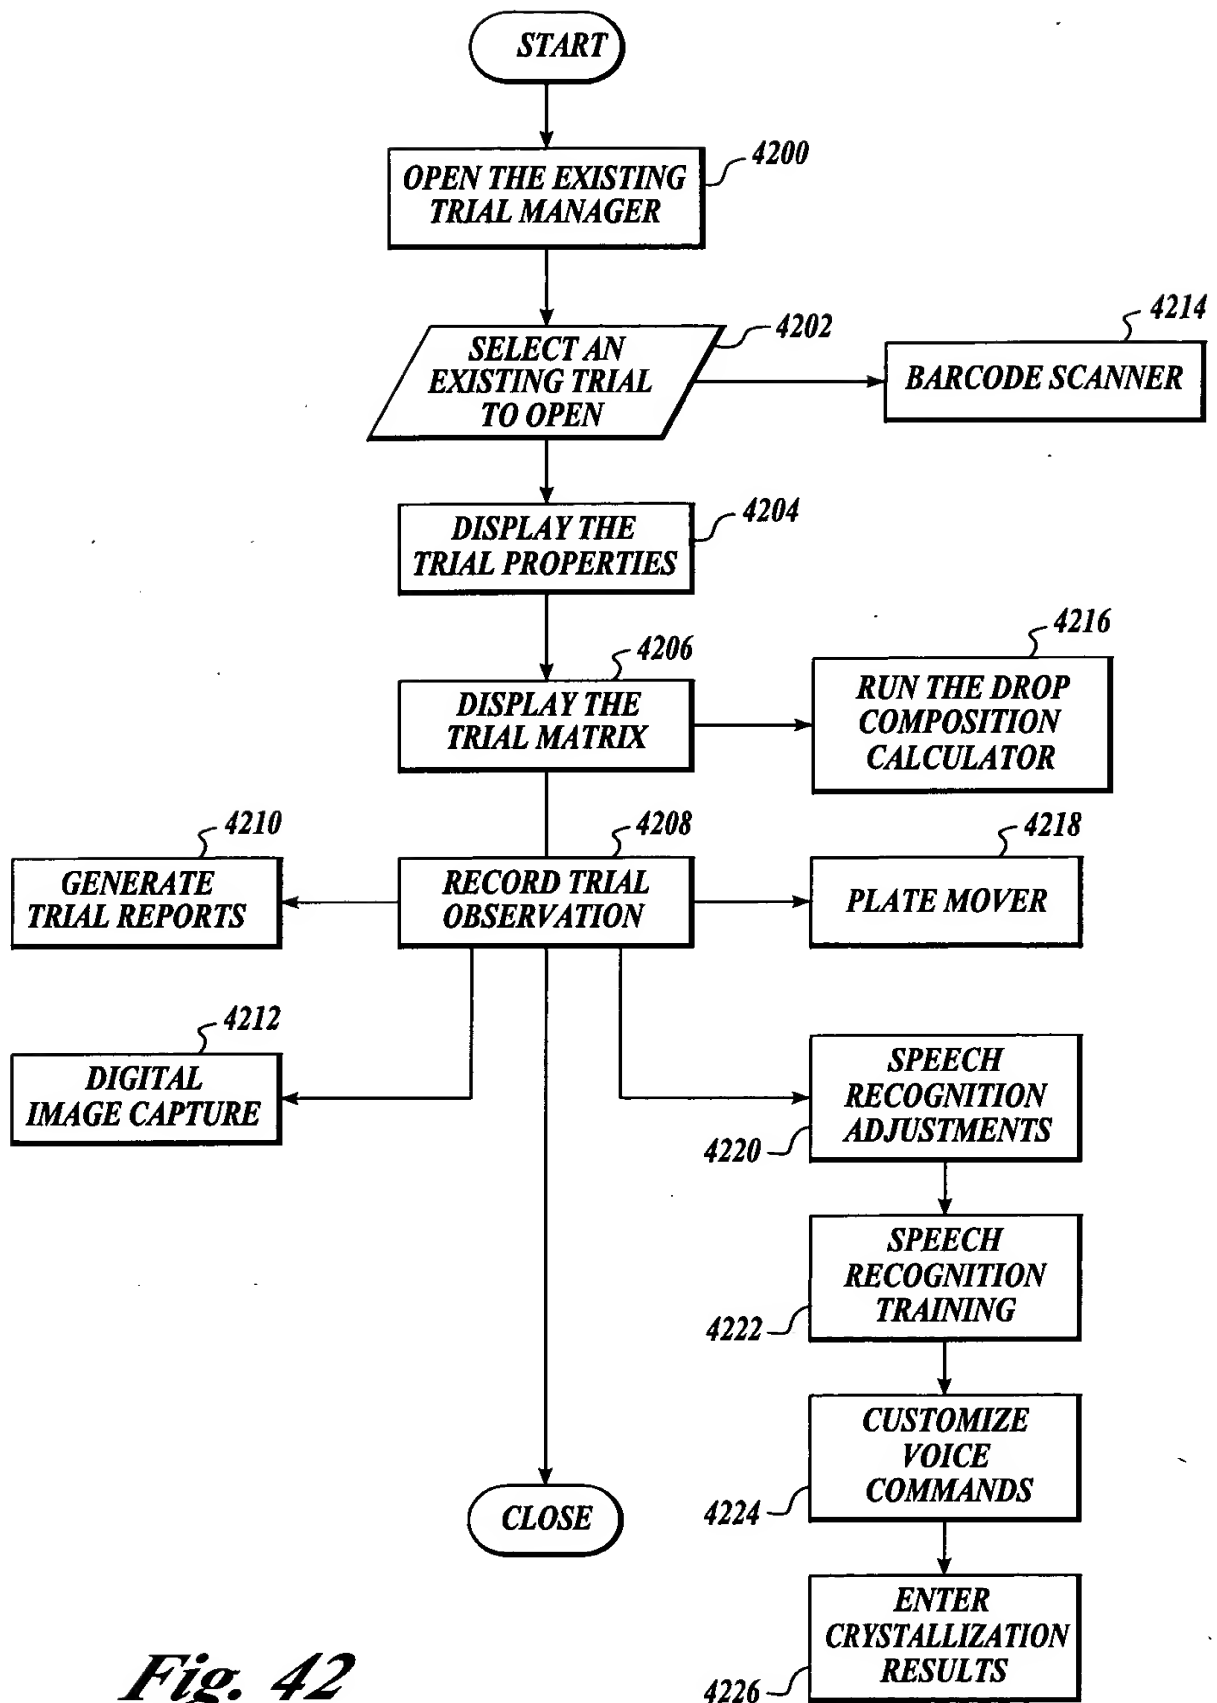 START
4200
OPEN THE EXISTING
TRIAL MANAGER
4202
SELECT AN
EXISTING TRIAL
TO OPEN
4214
BARCODE SCANNER
4204
DISPLAY THE
TRIAL PROPERTIES
4206
DISPLAY THE
TRIAL MATRIX
4216
RUN THE DROP
COMPOSITION
CALCULATOR
4210
GENERATE
TRIAL REPORTS
4208
RECORD TRIAL
OBSERVATION
4218
PLATE MOVER
4212
DIGITAL
IMAGE CAPTURE
SPEECH
RECOGNITION
ADJUSTMENTS
4220
SPEECH
RECOGNITION
TRAINING
4222
CUSTOMIZE
VOICE
COMMANDS
4224
CLOSE
ENTER
CRYSTALLIZATION
RESULTS
4226
Fig. 42